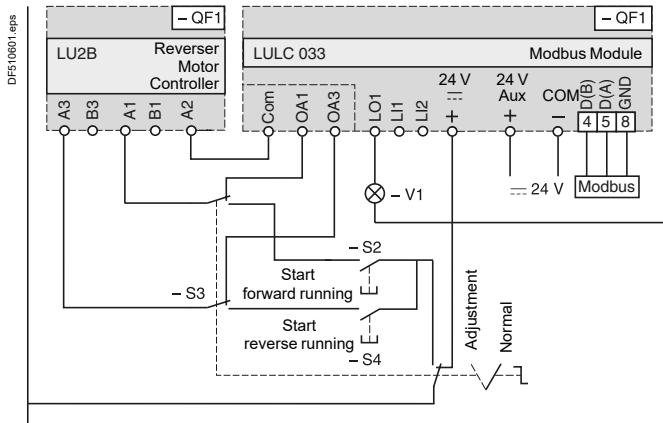 DF510601.eps
– QF1
– QF1
LU2B
Reverser
Motor
Controller
LULC 033
Modbus Module
A3
B3
A1
B1
A2
Com
OA1
OA3
LO1
LI1
LI2
24 V
+
24 V
Aux
+
COM
–
D(B)
D(A)
GND
4
5
8
24 V
Modbus
– V1
– S2
Start
forward running
– S3
Start
reverse running
– S4
Adjustment
Normal